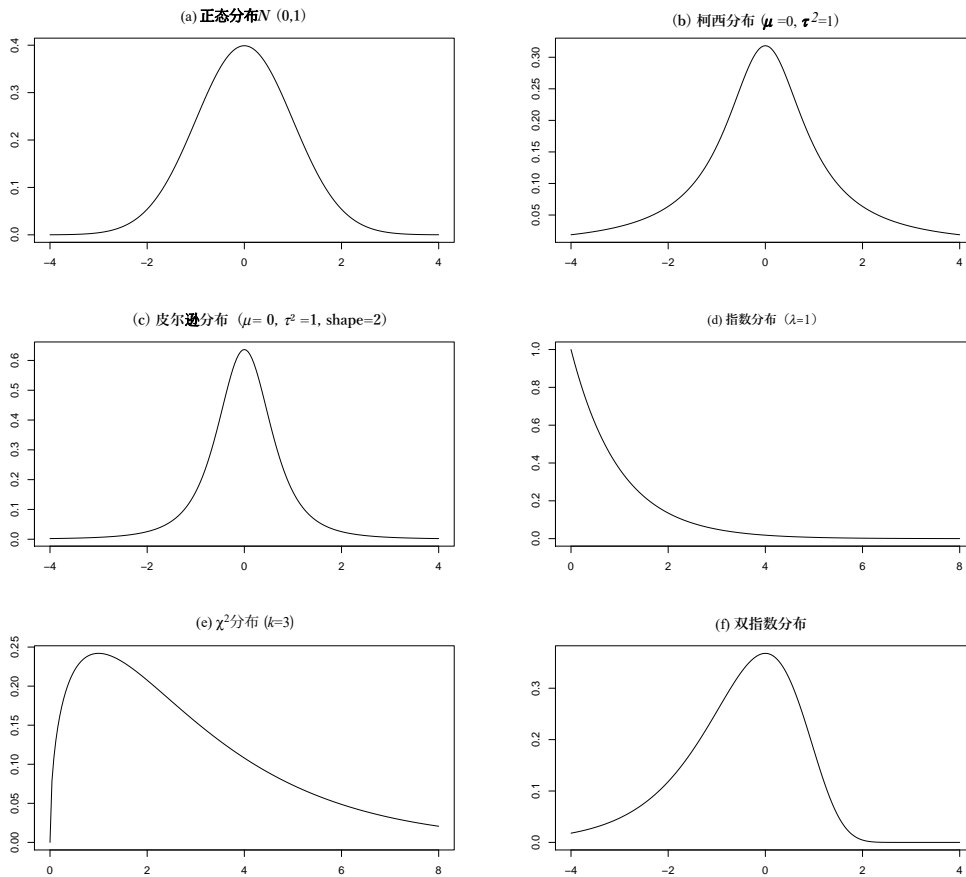 (a) 正态分布N (0,1)
0.0 0.1 0.2 0.3 0.4
−4 −2 0 2 4
(b) 柯西分布 (μ =0, τ²=1)
0.05 0.10 0.15 0.20 0.25 0.30
−4 −2 0 2 4
(c) 皮尔逊分布 (μ= 0, τ² =1, shape=2)
0.0 0.1 0.2 0.3 0.4 0.5 0.6
−4 −2 0 2 4
(d) 指数分布 (λ=1)
0.0 0.2 0.4 0.6 0.8 1.0
0 2 4 6 8
(e) χ²分布 (k=3)
0.00 0.05 0.10 0.15 0.20 0.25
0 2 4 6 8
(f) 双指数分布
0.0 0.1 0.2 0.3
−4 −2 0 2 4